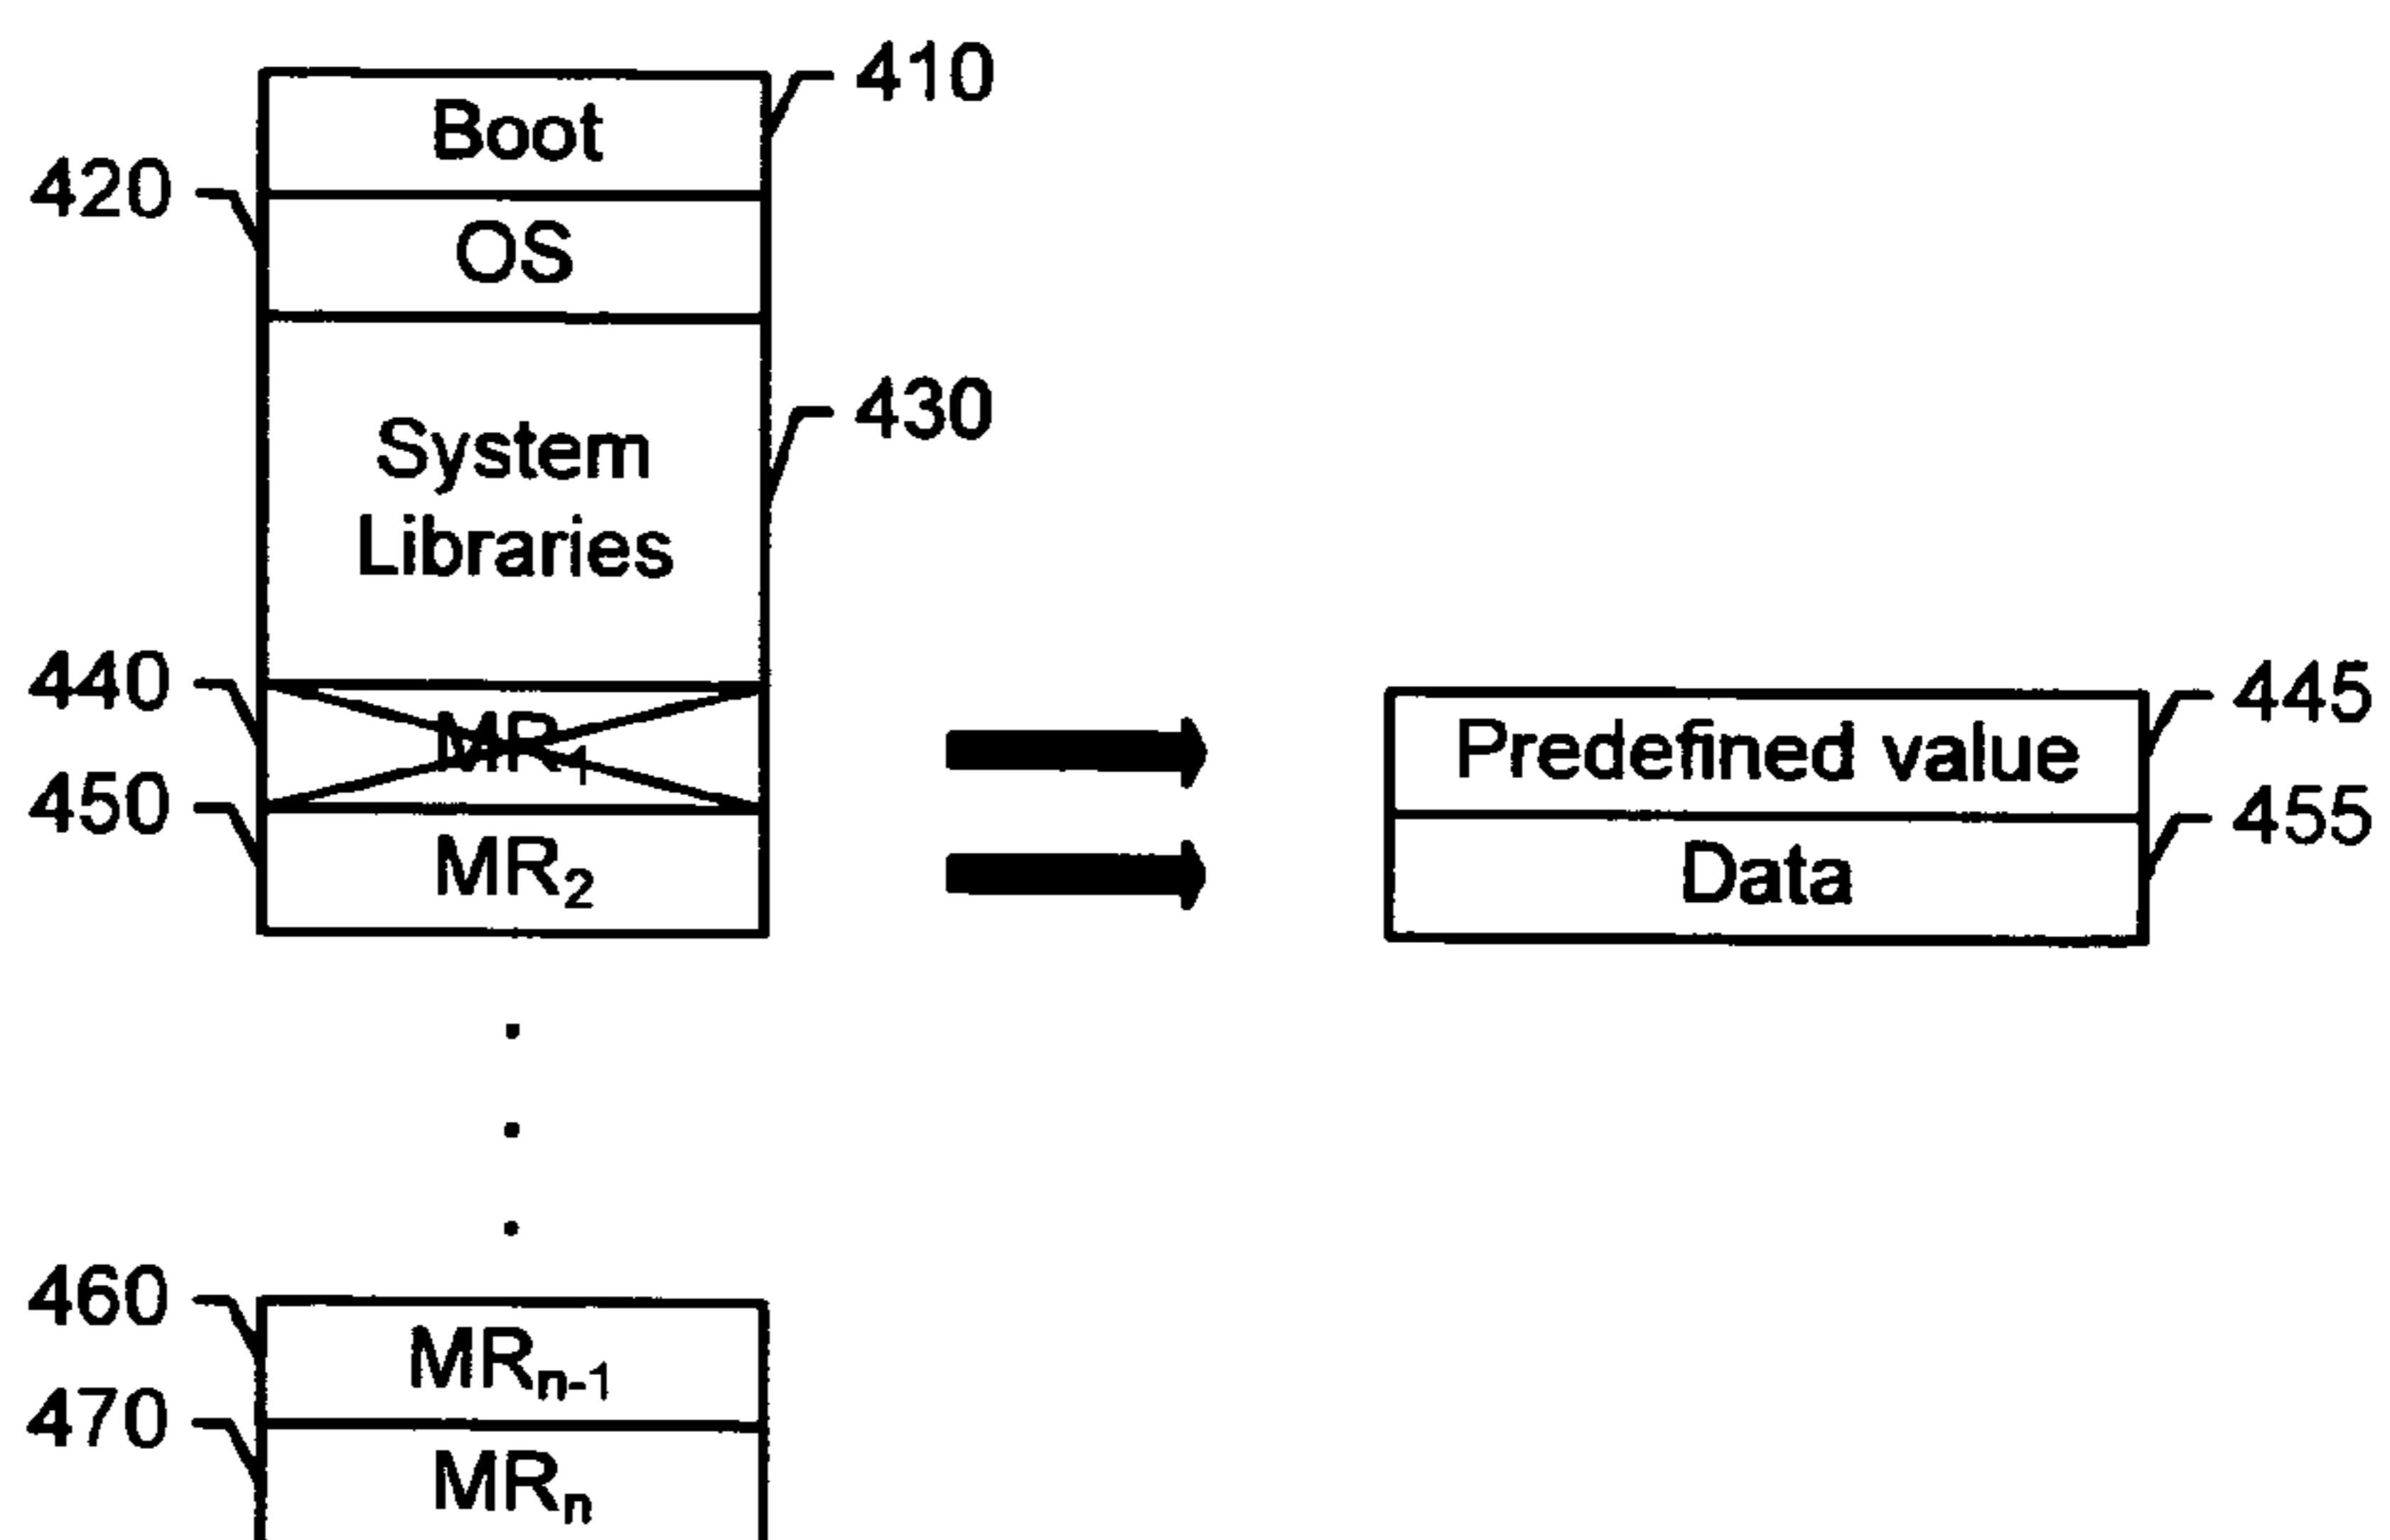 410
Boot
420
OS
430
System
Libraries
440
MR₁
445
Predefined value
450
MR₂
455
Data
.
.
.
460
MRₙ₋₁
470
MRₙ